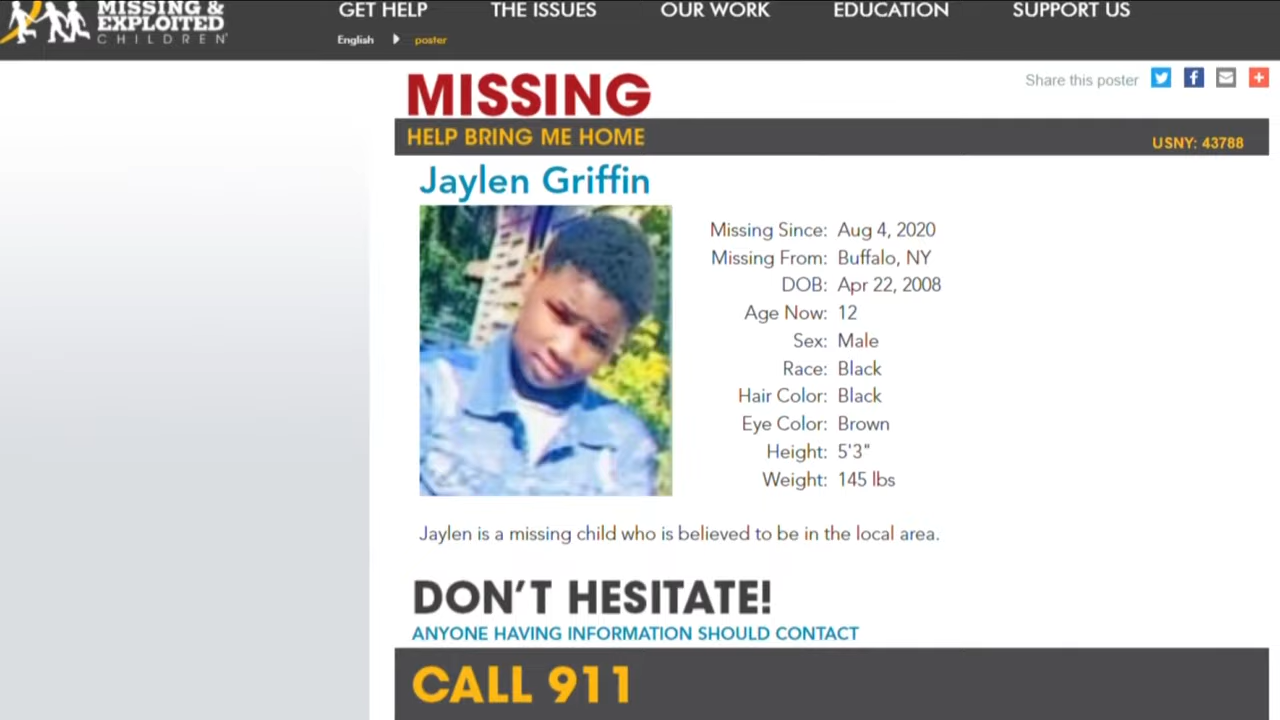 MISSING &
EXPLOITED
CHILDREN
GET HELP THE ISSUES OUR WORK EDUCATION SUPPORT US
English poster
Share this poster
MISSING
HELP BRING ME HOME
USNY: 43788
Jaylen Griffin
Missing Since: Aug 4, 2020
Missing From: Buffalo, NY
DOB: Apr 22, 2008
Age Now: 12
Sex: Male
Race: Black
Hair Color: Black
Eye Color: Brown
Height: 5'3"
Weight: 145 lbs
Jaylen is a missing child who is believed to be in the local area.
DON'T HESITATE!
ANYONE HAVING INFORMATION SHOULD CONTACT
CALL 911